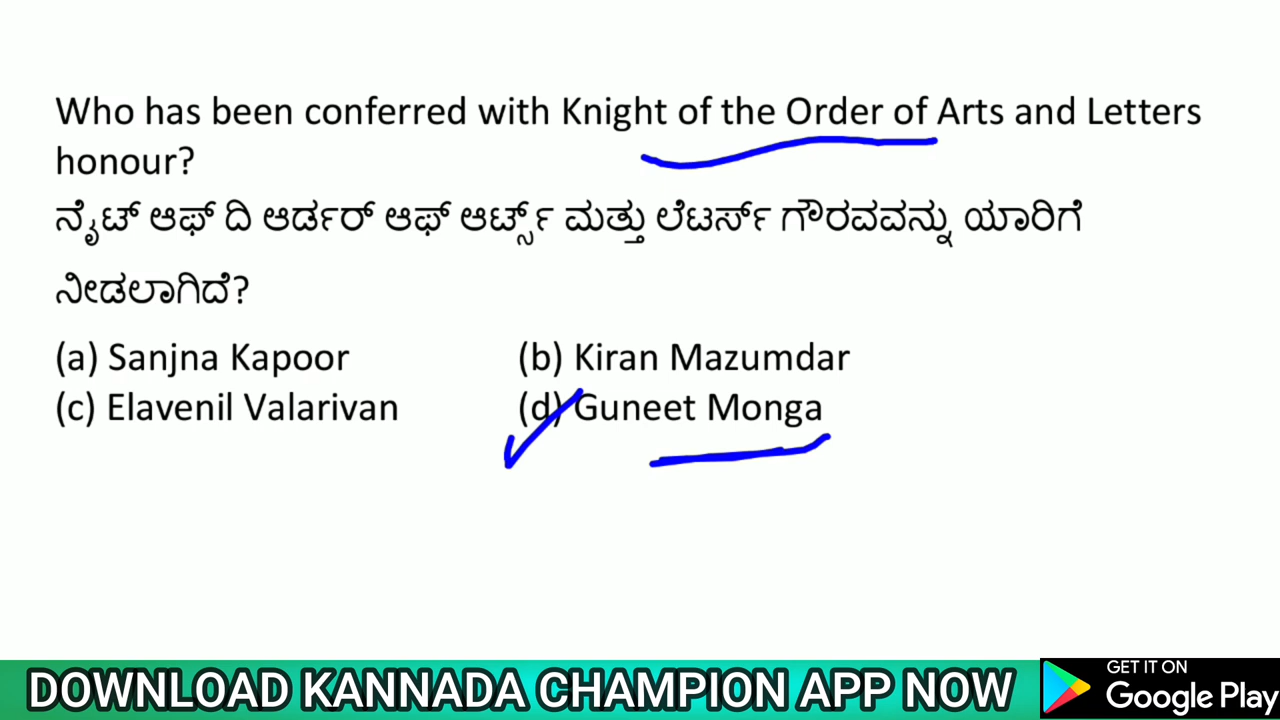 Who has been conferred with Knight of the Order of Arts and Letters
honour?
ನೈಟ್ ಆಫ್ ದಿ ಆರ್ಡರ್ ಆಫ್ ಆರ್ಟ್ಸ್ ಮತ್ತು ಲೆಟರ್ಸ್ ಗೌರವವನ್ನು ಯಾರಿಗೆ
ನೀಡಲಾಗಿದೆ?
(a) Sanjna Kapoor (b) Kiran Mazumdar
(c) Elavenil Valarivan (d) Guneet Monga
DOWNLOAD KANNADA CHAMPION APP NOW
GET IT ON
Google Play